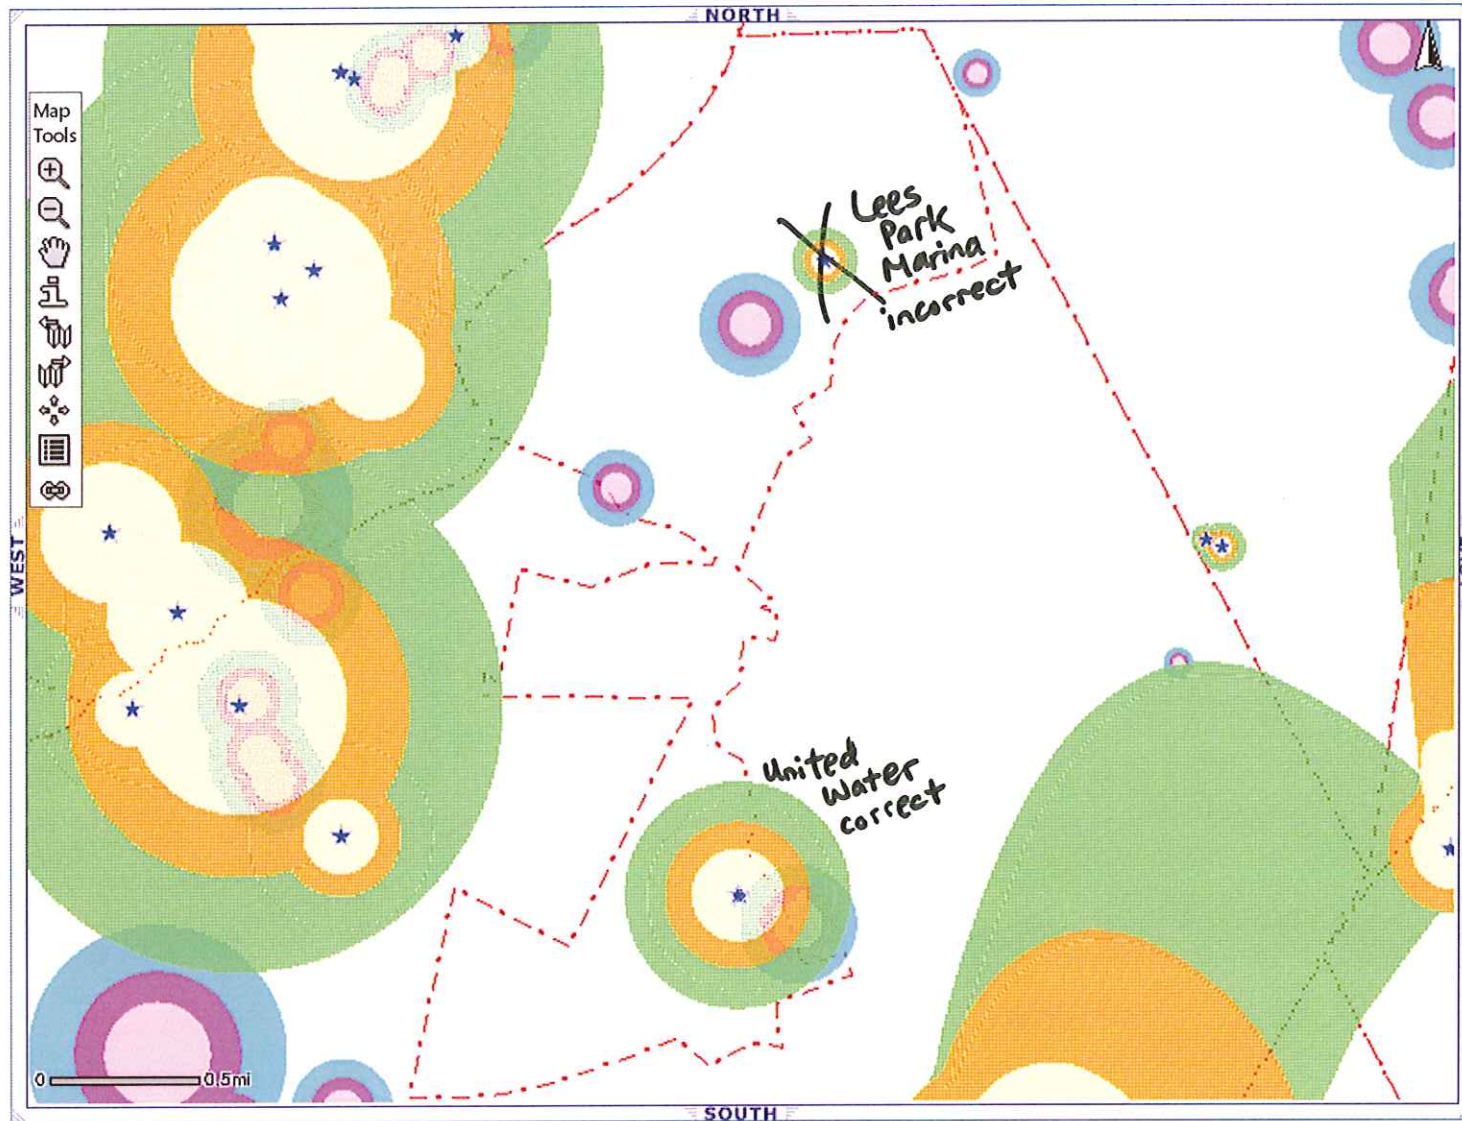 NORTH
Map
Tools
Lees
Park
Marina
incorrect
WEST
United
Water
correct
0 0.5mi
SOUTH